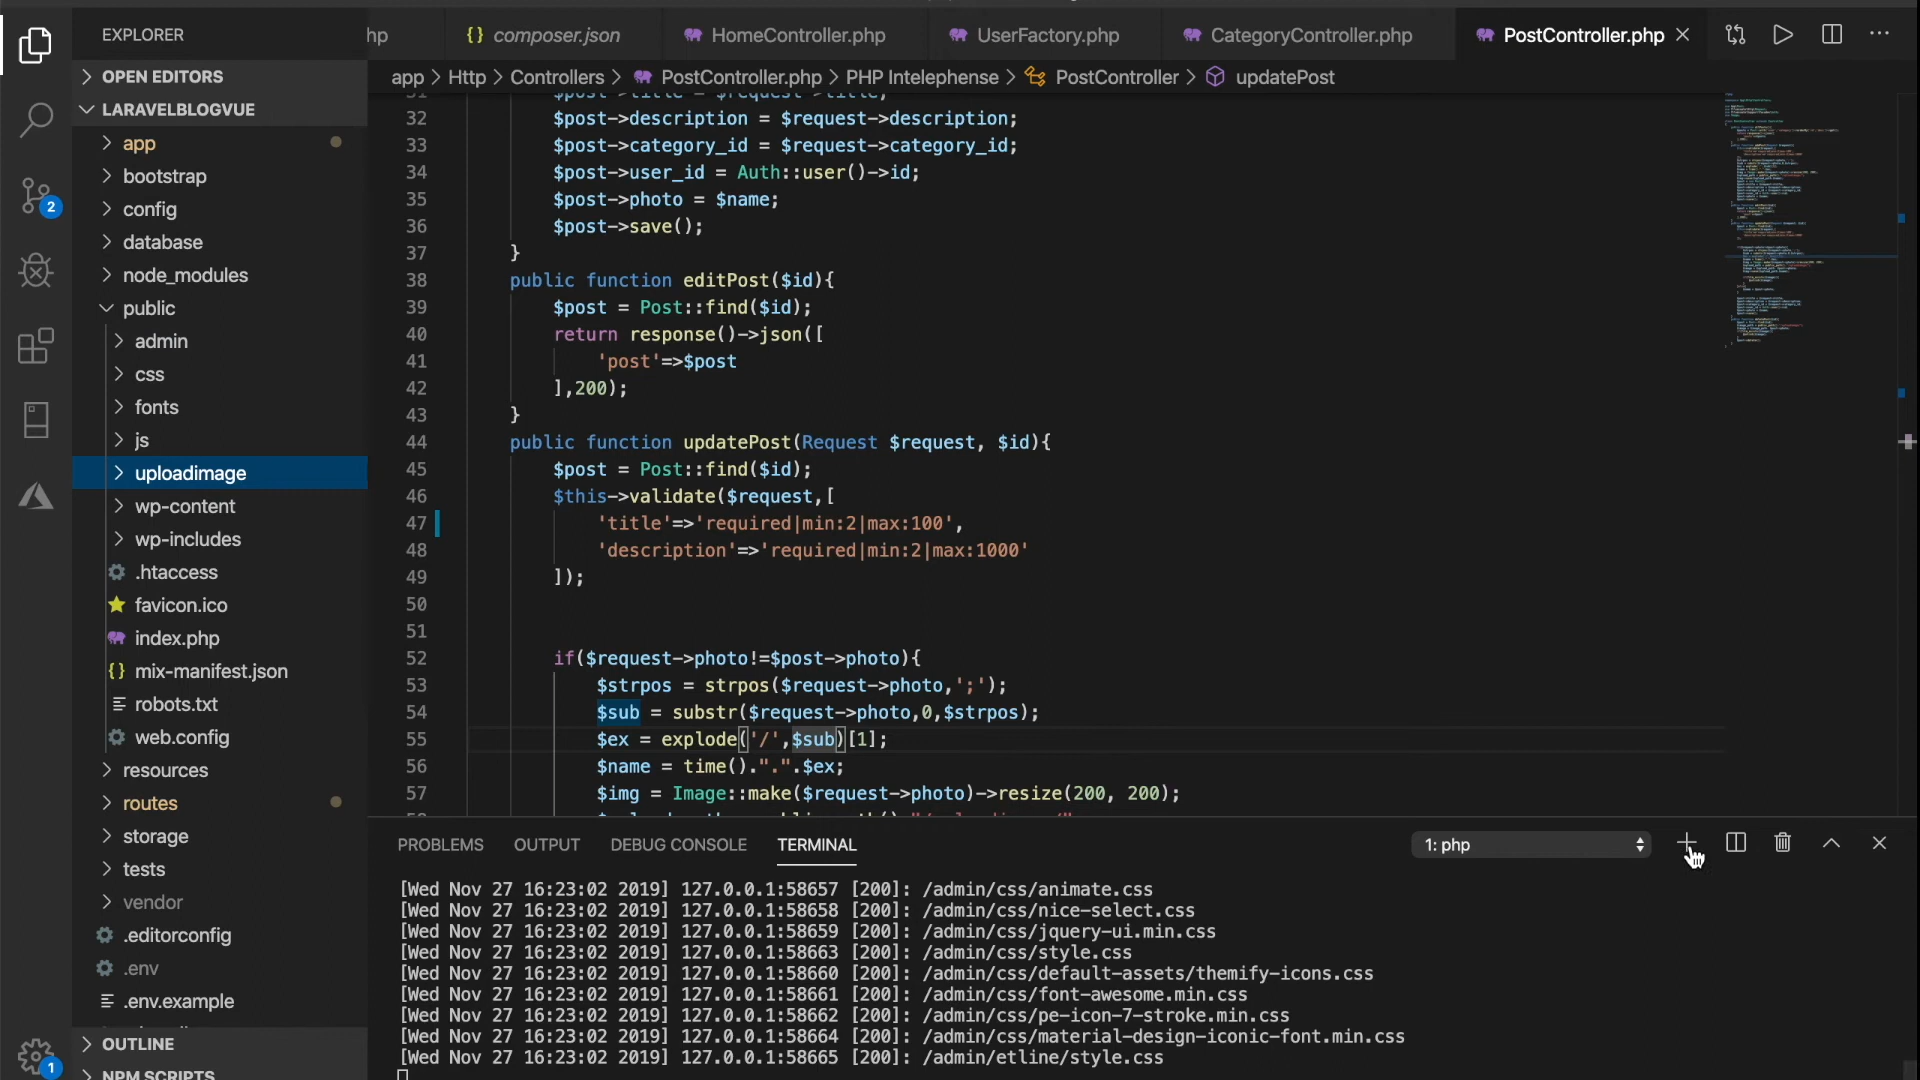 EXPLORER
OPEN EDITORS
LARAVELBLOGVUE
app
bootstrap
config
database
node_modules
public
admin
css
fonts
js
uploadimage
wp-content
wp-includes
.htaccess
favicon.ico
index.php
{} mix-manifest.json
robots.txt
web.config
resources
routes
storage
tests
vendor
.editorconfig
.env
.env.example
OUTLINE
NPM SCRIPTS
2
1
hp
{} composer.json
HomeController.php
UserFactory.php
CategoryController.php
PostController.php
app > Http > Controllers > PostController.php > PHP Intelephense > PostController > updatePost
31 $post->title = $request->title;
32 $post->description = $request->description;
33 $post->category_id = $request->category_id;
34 $post->user_id = Auth::user()->id;
35 $post->photo = $name;
36 $post->save();
37 }
38 public function editPost($id){
39 $post = Post::find($id);
40 return response()->json([
41 'post'=>$post
42 ],200);
43 }
44 public function updatePost(Request $request, $id){
45 $post = Post::find($id);
46 $this->validate($request,[
47 'title'=>'required|min:2|max:100',
48 'description'=>'required|min:2|max:1000'
49 ]);
50
51
52 if($request->photo!=$post->photo){
53 $strpos = strpos($request->photo,';');
54 $sub = substr($request->photo,0,$strpos);
55 $ex = explode('/',$sub)[1];
56 $name = time().".".$ex;
57 $img = Image::make($request->photo)->resize(200, 200);
PROBLEMS OUTPUT DEBUG CONSOLE TERMINAL
1: php
[Wed Nov 27 16:23:02 2019] 127.0.0.1:58657 [200]: /admin/css/animate.css
[Wed Nov 27 16:23:02 2019] 127.0.0.1:58658 [200]: /admin/css/nice-select.css
[Wed Nov 27 16:23:02 2019] 127.0.0.1:58659 [200]: /admin/css/jquery-ui.min.css
[Wed Nov 27 16:23:02 2019] 127.0.0.1:58663 [200]: /admin/css/style.css
[Wed Nov 27 16:23:02 2019] 127.0.0.1:58660 [200]: /admin/css/default-assets/themify-icons.css
[Wed Nov 27 16:23:02 2019] 127.0.0.1:58661 [200]: /admin/css/font-awesome.min.css
[Wed Nov 27 16:23:02 2019] 127.0.0.1:58662 [200]: /admin/css/pe-icon-7-stroke.min.css
[Wed Nov 27 16:23:02 2019] 127.0.0.1:58664 [200]: /admin/css/material-design-iconic-font.min.css
[Wed Nov 27 16:23:02 2019] 127.0.0.1:58665 [200]: /admin/etline/style.css